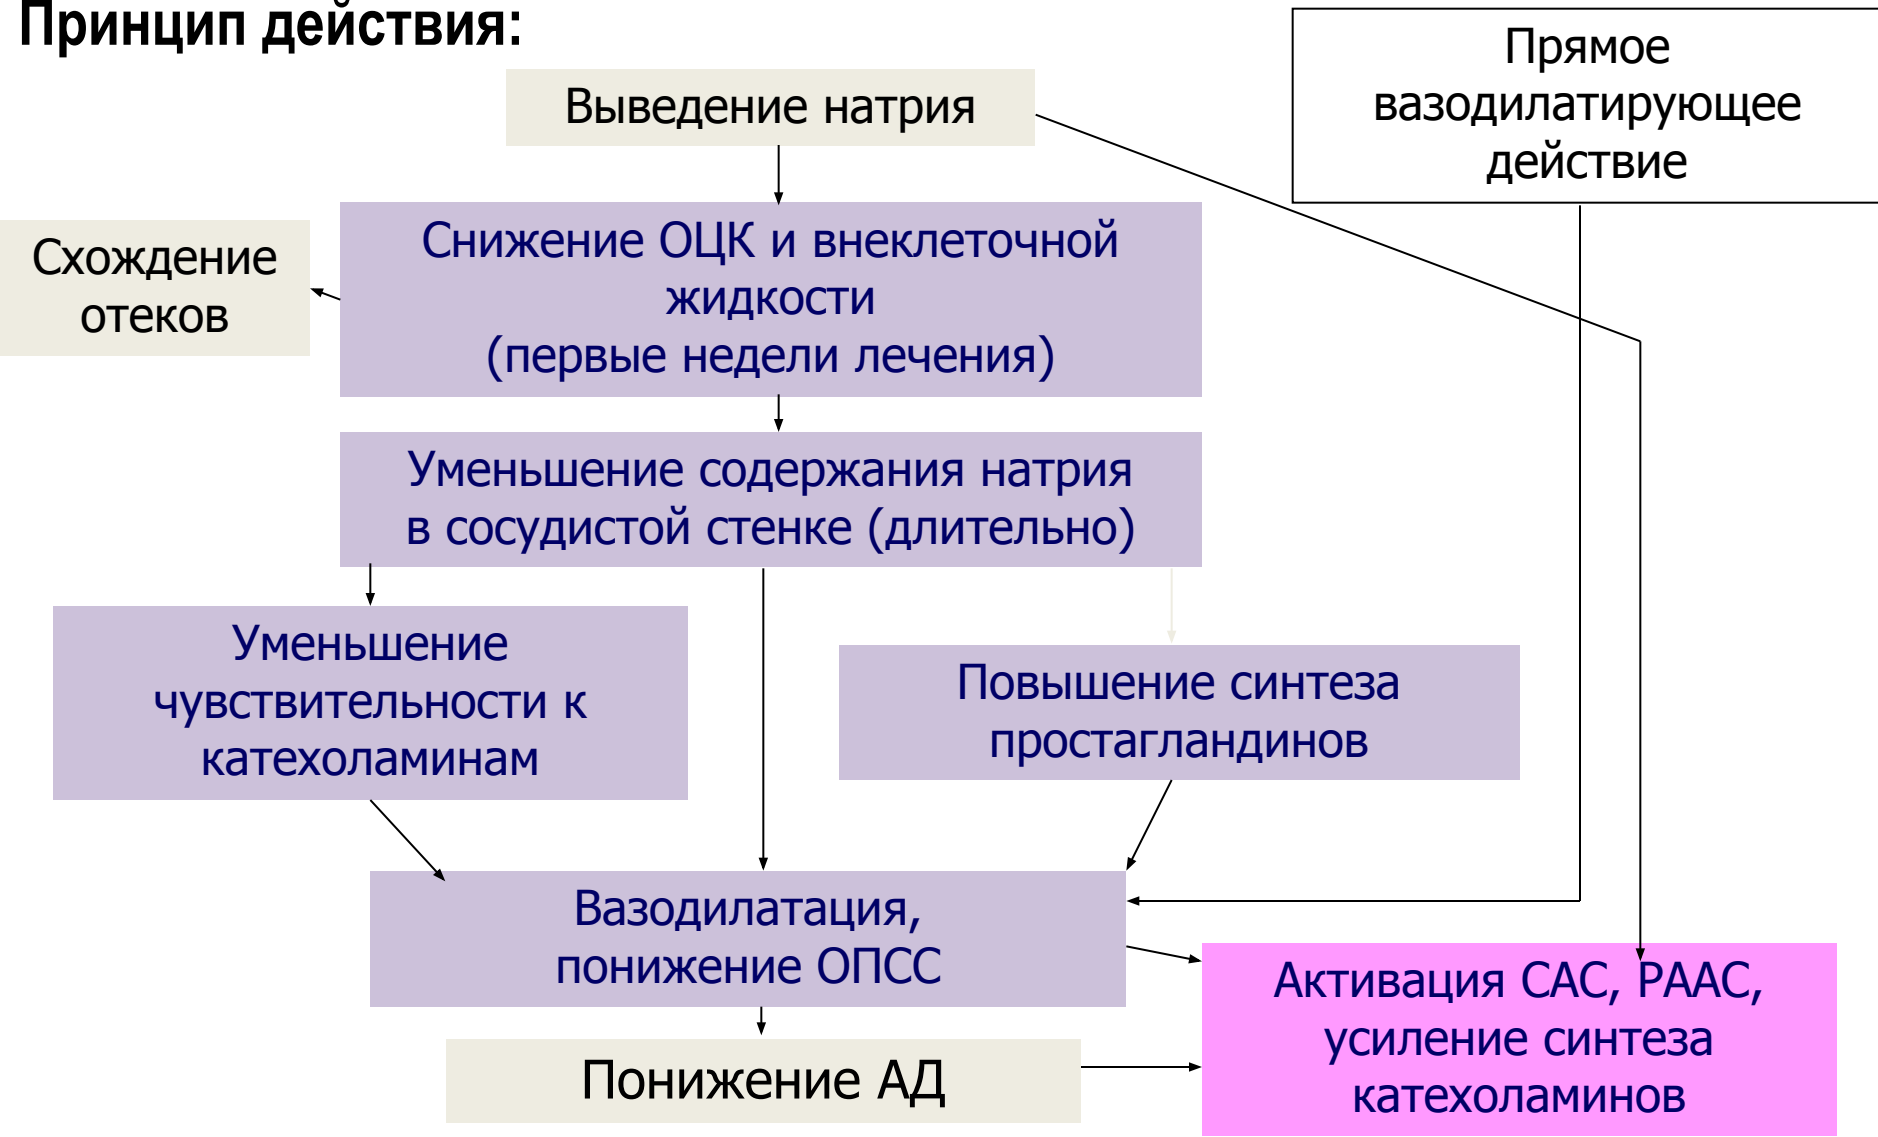 Принцип действия:
Прямое
вазодилатирующее
действие
Выведение натрия
Снижение ОЦК и внеклеточной
жидкости
(первые недели лечения)
Схождение
отеков
Уменьшение содержания натрия
в сосудистой стенке (длительно)
Уменьшение
чувствительности к
катехоламинам
Повышение синтеза
простагландинов
Вазодилатация,
понижение ОПСС
Активация САС, РААС,
усиление синтеза
катехоламинов
Понижение АД